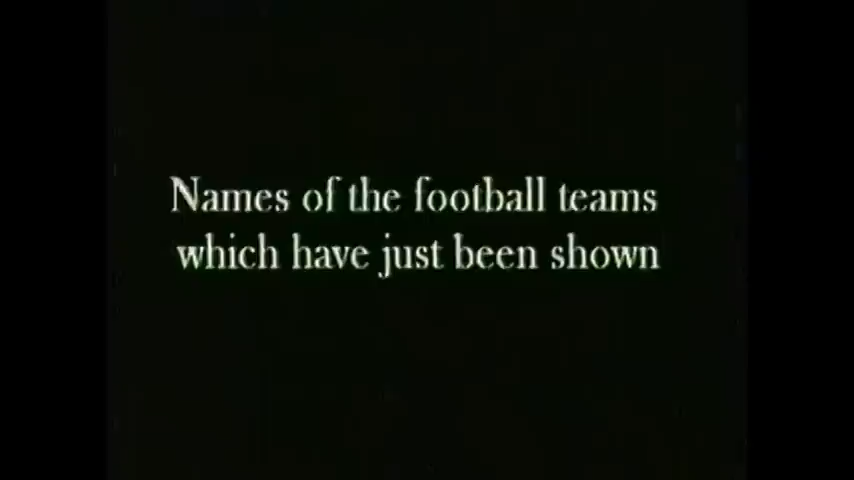 Names of the football teams
which have just been shown